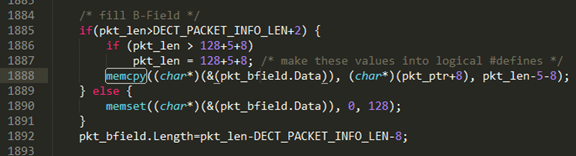 1883
1884 /* fill B-Field */
1885 if(pkt_len>DECT_PACKET_INFO_LEN+2) {
1886 if (pkt_len > 128+5+8)
1887 pkt_len = 128+5+8; /* make these values into logical #defines */
1888 memcpy((char*)(&(pkt_bfield.Data)), (char*)(pkt_ptr+8), pkt_len-5-8);
1889 } else {
1890 memset((char*)(&(pkt_bfield.Data)), 0, 128);
1891 }
1892 pkt_bfield.Length=pkt_len-DECT_PACKET_INFO_LEN-8;
1893